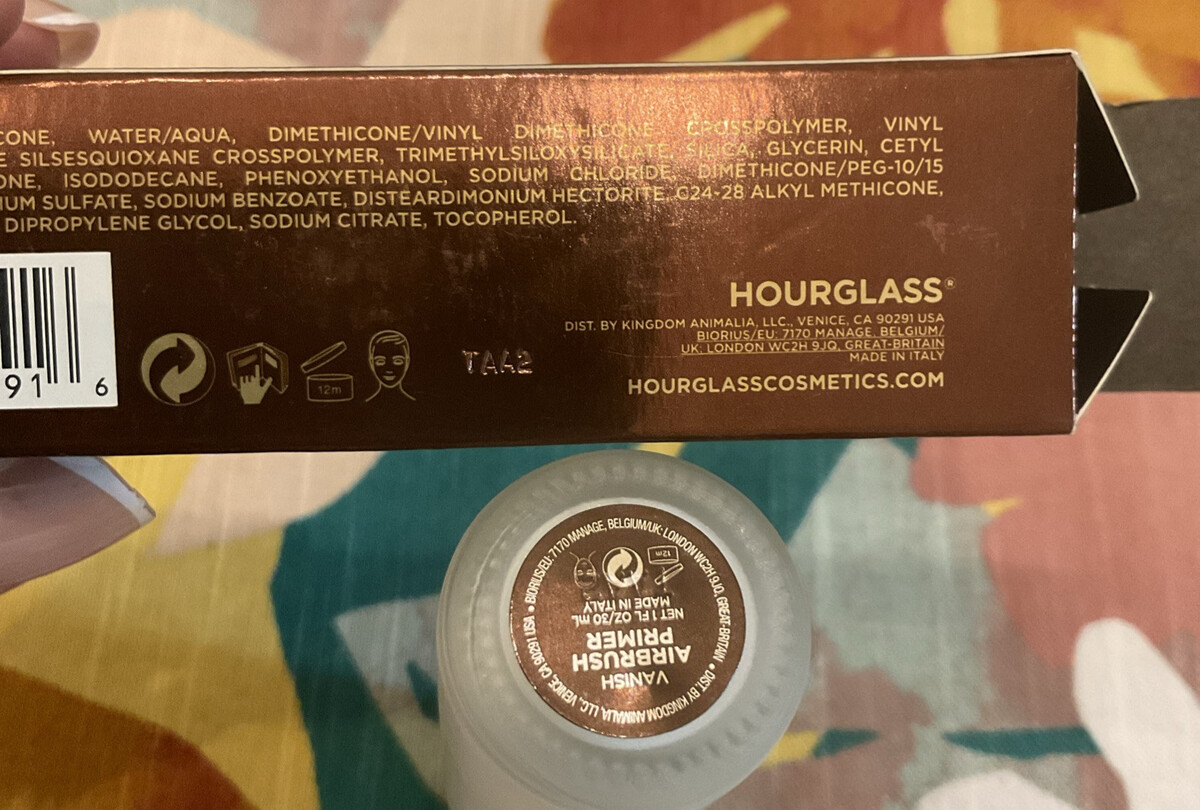 CONE, WATER/AQUA, DIMETHICONE/VINYL DIMETHICONE CROSSPOLYMER, VINYL
E SILSESQUIOXANE CROSSPOLYMER, TRIMETHYLSILOXYSILICATE, SILICA, GLYCERIN, CETYL
ONE, ISODODECANE, PHENOXYETHANOL, SODIUM CHLORIDE, DIMETHICONE/PEG-10/15
IUM SULFATE, SODIUM BENZOATE, DISTEARDIMONIUM HECTORITE, C24-28 ALKYL METHICONE,
DIPROPYLENE GLYCOL, SODIUM CITRATE, TOCOPHEROL.
HOURGLASS®
DIST. BY KINGDOM ANIMALIA, LLC., VENICE, CA 90291 USA
BIORIUS/EU: 7170 MANAGE, BELGIUM/
UK: LONDON WC2H 9JQ, GREAT-BRITAIN
MADE IN ITALY
HOURGLASSCOSMETICS.COM
91 6
12m
VANISH
AIRBRUSH
PRIMER
NET 1 FL OZ/30 mL
MADE IN ITALY
12m
DIST. BY KINGDOM ANIMALIA, LLC., VENICE, CA 90291 USA • BIORIUS/EU: 7170 MANAGE, BELGIUM/UK: LONDON WC2H 9JQ, GREAT-BRITAIN •